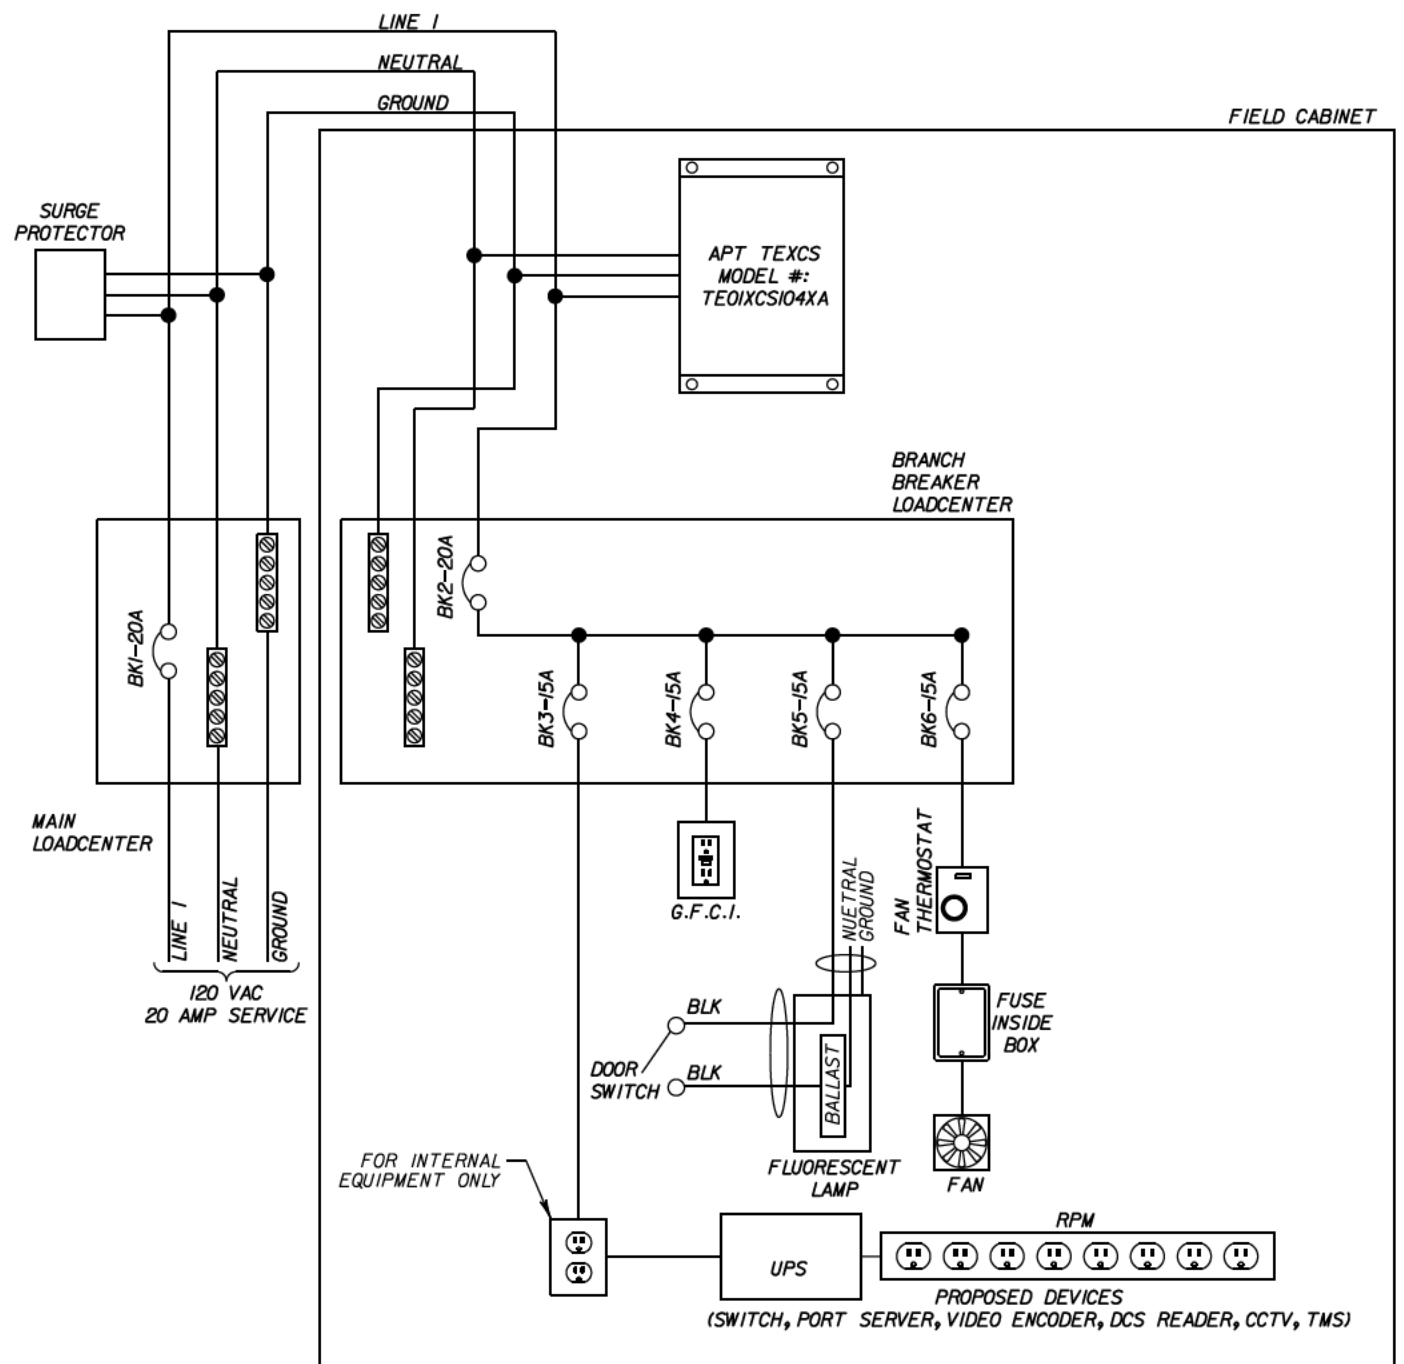 LINE 1
NEUTRAL
GROUND
FIELD CABINET
SURGE
PROTECTOR
APT TEXCS
MODEL #:
TE01XCS104XA
BRANCH
BREAKER
LOADCENTER
BK1-20A
BK2-20A
BK3-15A
BK4-15A
BK5-15A
BK6-15A
MAIN
LOADCENTER
LINE 1
NEUTRAL
GROUND
120 VAC
20 AMP SERVICE
G.F.C.I.
NUETRAL
GROUND
FAN
THERMOSTAT
FUSE
INSIDE
BOX
BLK
DOOR
SWITCH
BLK
BALLAST
FLUORESCENT
LAMP
FAN
FOR INTERNAL
EQUIPMENT ONLY
UPS
RPM
PROPOSED DEVICES
(SWITCH, PORT SERVER, VIDEO ENCODER, DCS READER, CCTV, TMS)